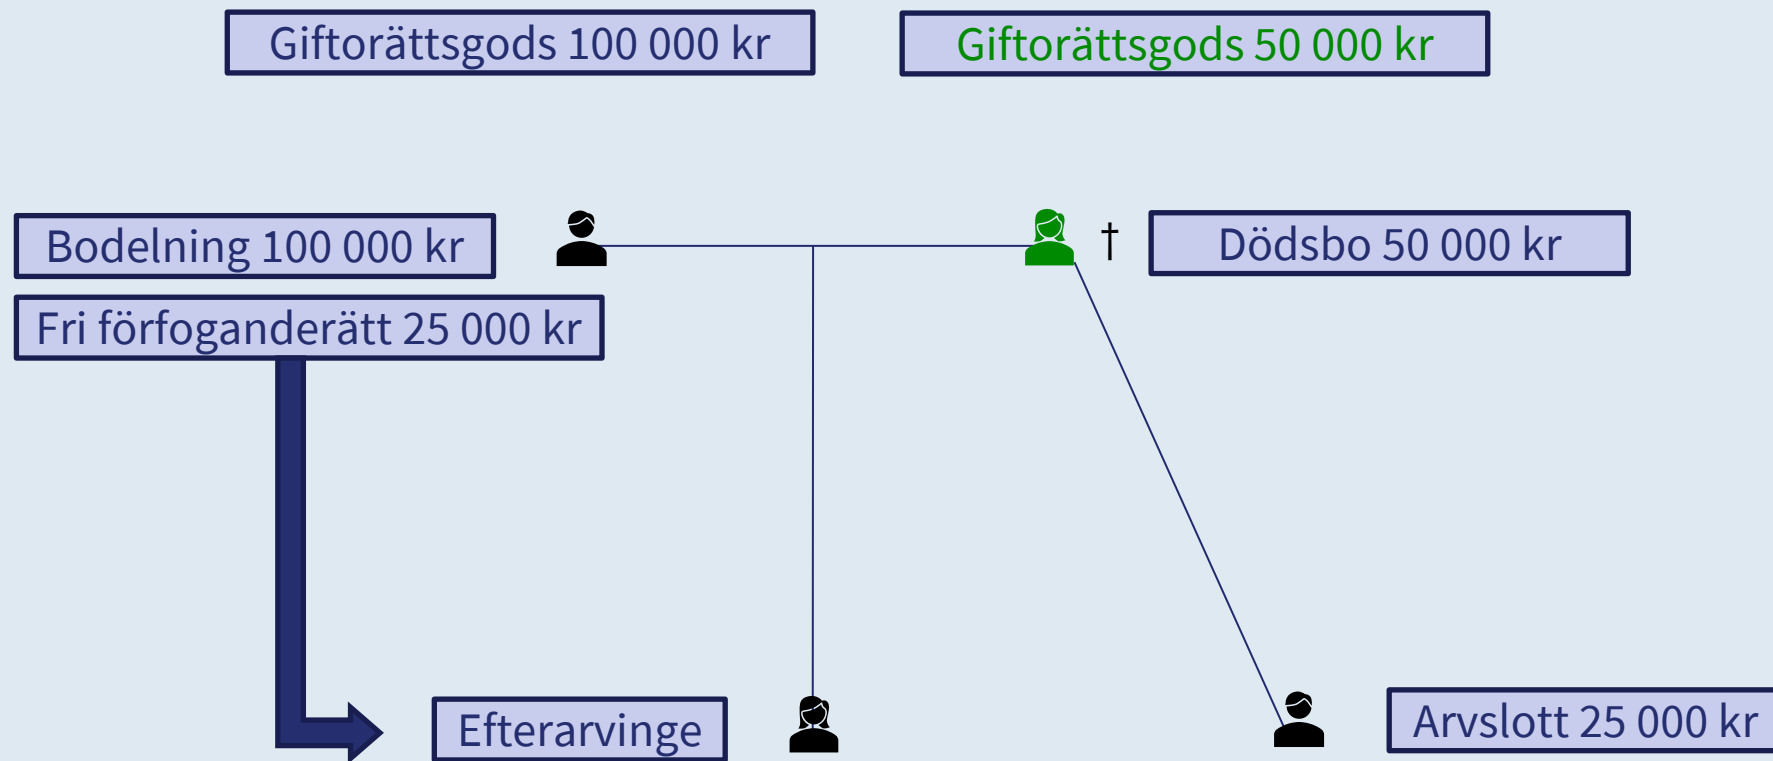 Giftorättsgods 100 000 kr
Giftorättsgods 50 000 kr
Bodelning 100 000 kr
†
Dödsbo 50 000 kr
Fri förfoganderätt 25 000 kr
Efterarvinge
Arvslott 25 000 kr